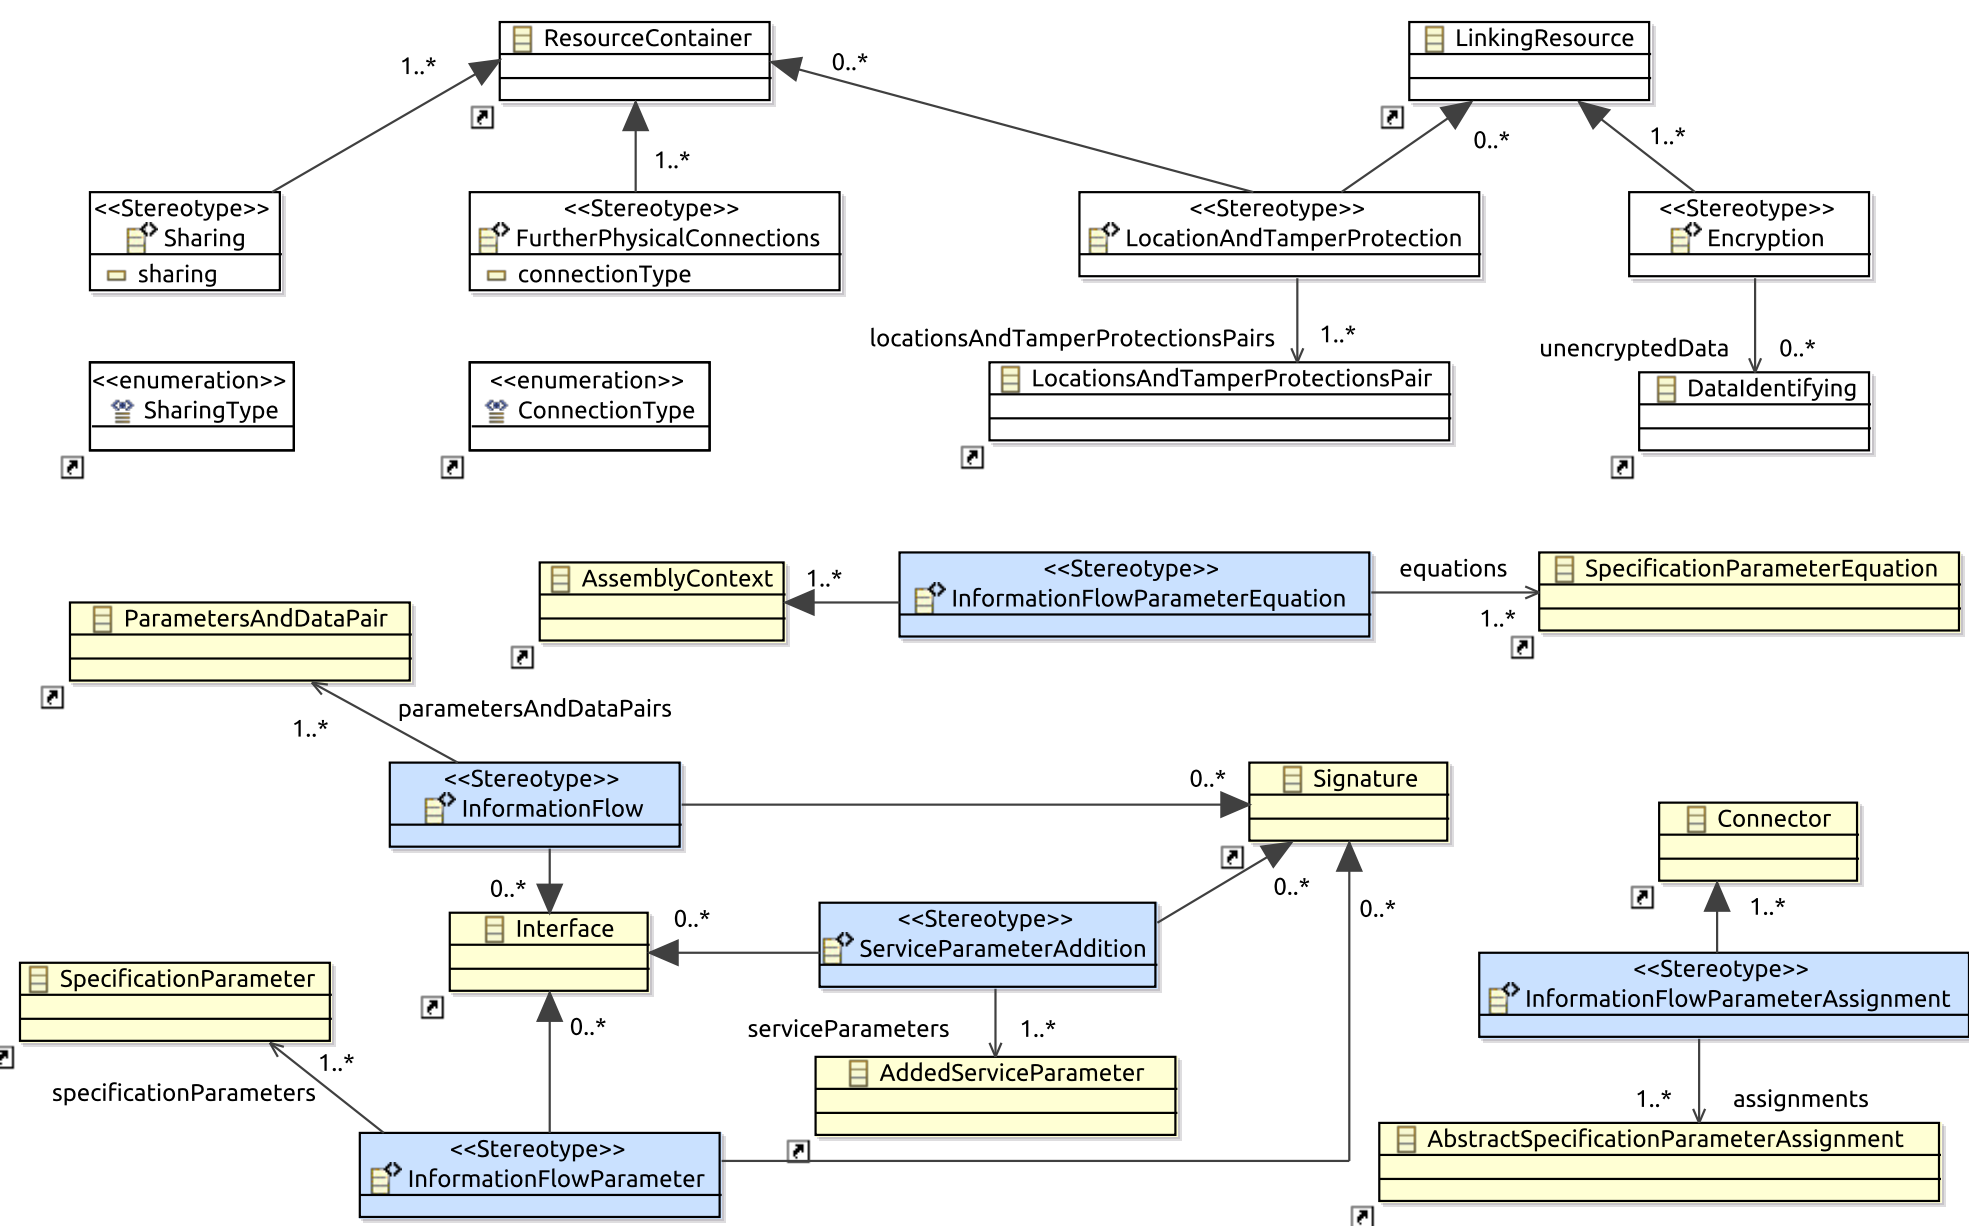 ResourceContainer
LinkingResource
1..*
0..*
1..*
0..*
1..*
<<Stereotype>>
Sharing
sharing
<<Stereotype>>
FurtherPhysicalConnections
connectionType
<<Stereotype>>
LocationAndTamperProtection
<<Stereotype>>
Encryption
locationsAndTamperProtectionsPairs
1..*
unencryptedData
0..*
<<enumeration>>
SharingType
<<enumeration>>
ConnectionType
LocationsAndTamperProtectionsPair
DataIdentifying
AssemblyContext
1..*
<<Stereotype>>
InformationFlowParameterEquation
equations
1..*
SpecificationParameterEquation
ParametersAndDataPair
parametersAndDataPairs
1..*
<<Stereotype>>
InformationFlow
0..*
Signature
Connector
0..*
0..*
0..*
0..*
1..*
Interface
<<Stereotype>>
ServiceParameterAddition
<<Stereotype>>
InformationFlowParameterAssignment
SpecificationParameter
0..*
serviceParameters
1..*
1..*
specificationParameters
AddedServiceParameter
1..*
assignments
<<Stereotype>>
InformationFlowParameter
AbstractSpecificationParameterAssignment